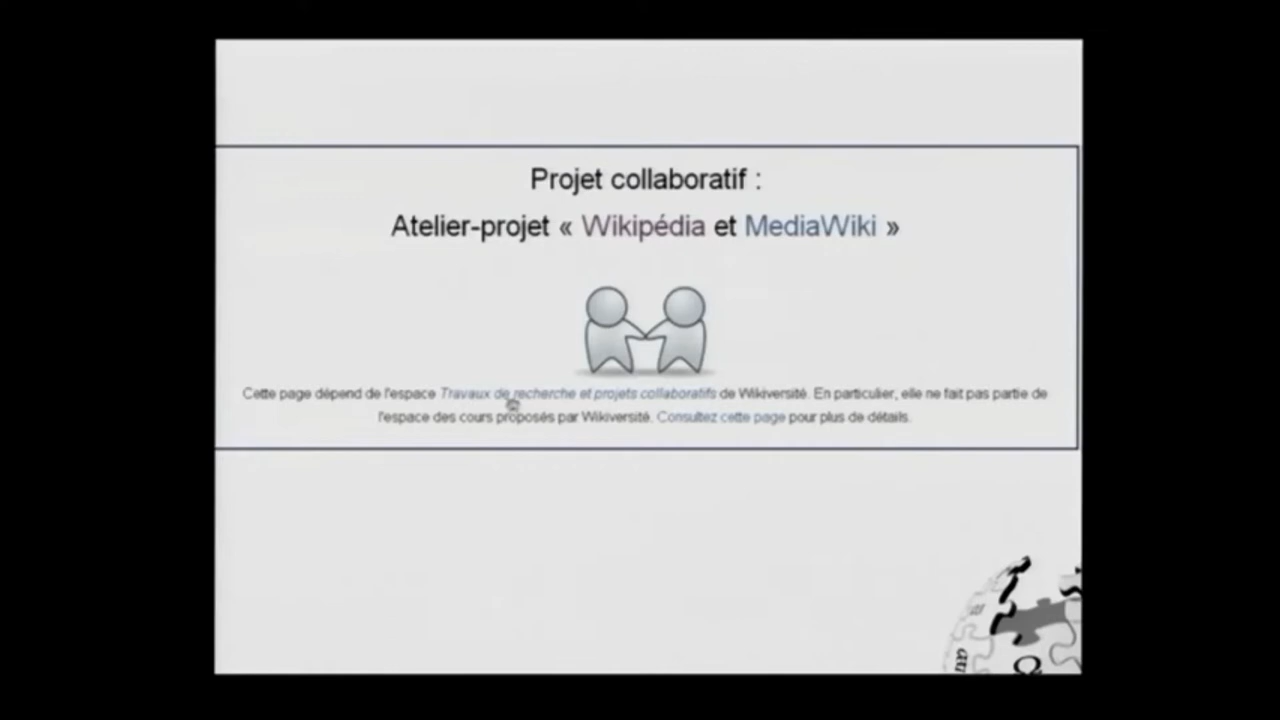 Projet collaboratif :
Atelier-projet « Wikipédia et MediaWiki »
Cette page dépend de l'espace Travaux de recherche et projets collaboratifs de Wikiversité. En particulier, elle ne fait pas partie de
l'espace des cours proposés par Wikiversité. Consultez cette page pour plus de détails.